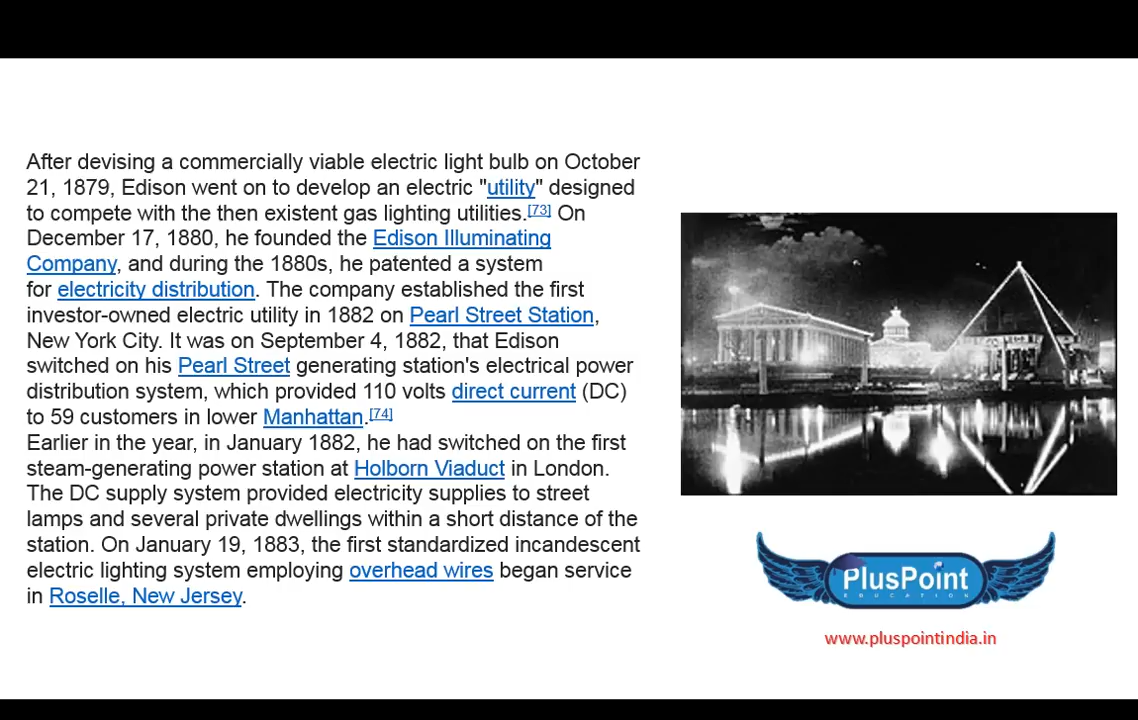 After devising a commercially viable electric light bulb on October
21, 1879, Edison went on to develop an electric "utility" designed
to compete with the then existent gas lighting utilities.[73] On
December 17, 1880, he founded the Edison Illuminating
Company, and during the 1880s, he patented a system
for electricity distribution. The company established the first
investor-owned electric utility in 1882 on Pearl Street Station,
New York City. It was on September 4, 1882, that Edison
switched on his Pearl Street generating station's electrical power
distribution system, which provided 110 volts direct current (DC)
to 59 customers in lower Manhattan.[74]
Earlier in the year, in January 1882, he had switched on the first
steam-generating power station at Holborn Viaduct in London.
The DC supply system provided electricity supplies to street
lamps and several private dwellings within a short distance of the
station. On January 19, 1883, the first standardized incandescent
electric lighting system employing overhead wires began service
in Roselle, New Jersey.
PlusPoint
EDUCATION
www.pluspointindia.in